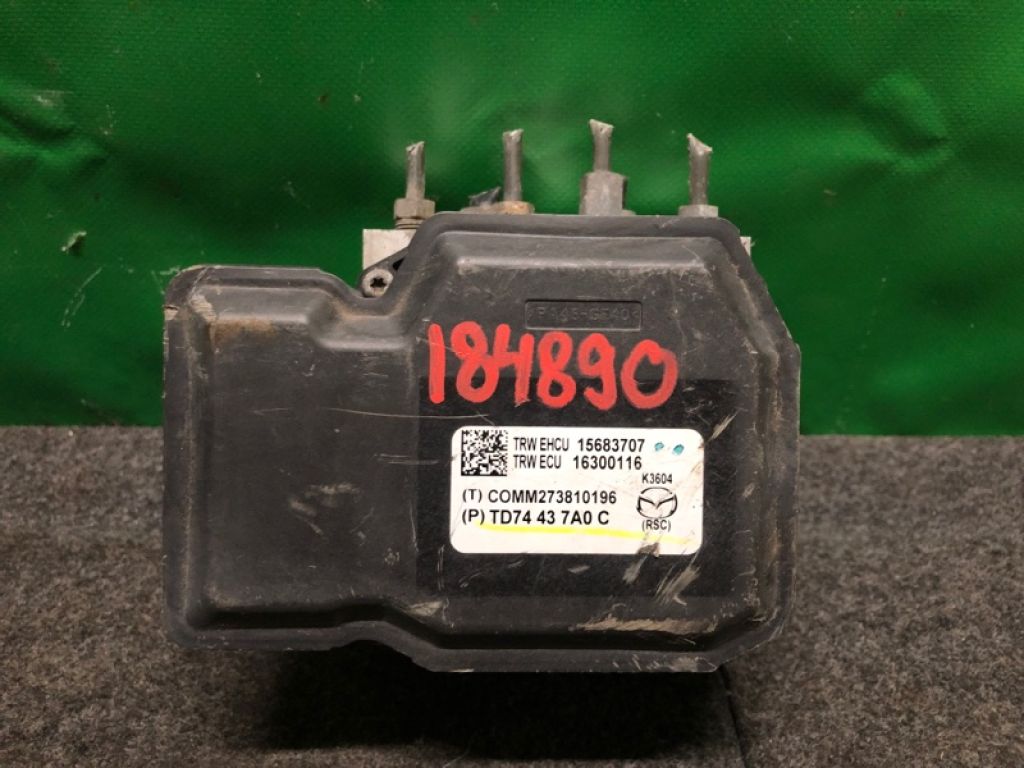 184890
TRW EHCU 15683707
TRW ECU 16300116
K3604
(T) COMM273810196
(P) TD74 43 7A0 C
(RSC)